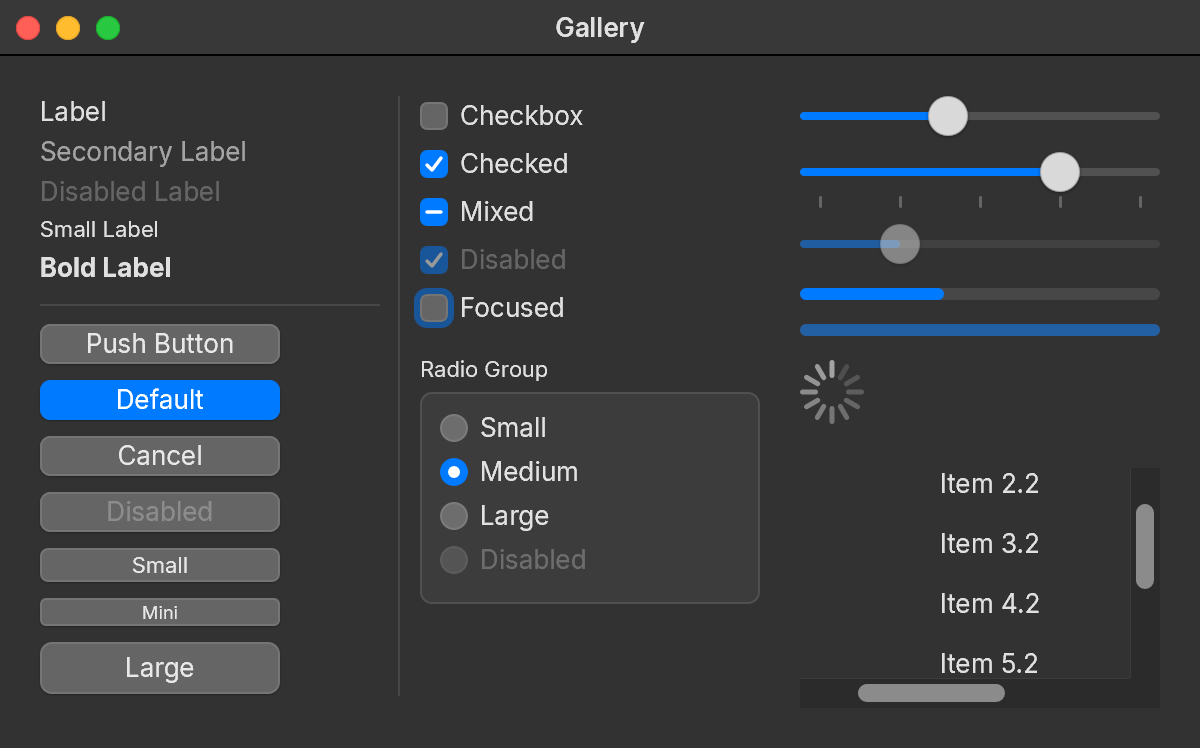 Gallery
Label
Secondary Label
Disabled Label
Small Label
Bold Label
Push Button
Default
Cancel
Disabled
Small
Mini
Large
Checkbox
Checked
Mixed
Disabled
Focused
Radio Group
Small
Medium
Large
Disabled
Item 2.2
Item 3.2
Item 4.2
Item 5.2